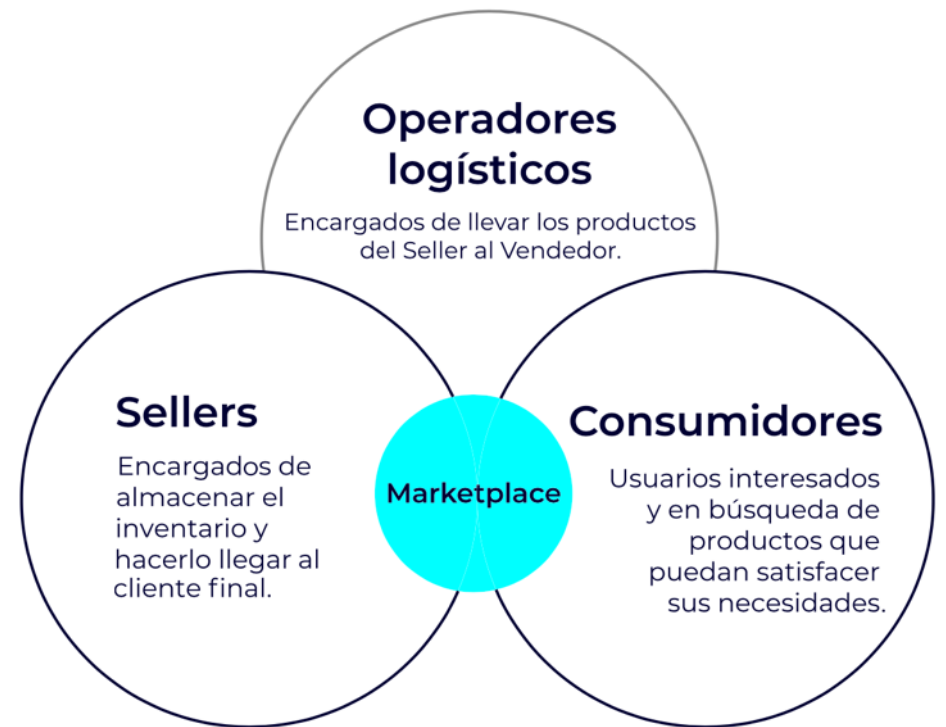 Operadores
logísticos
Encargados de llevar los productos
del Seller al Vendedor.
Sellers
Encargados de
almacenar el
inventario y
hacerlo llegar al
cliente final.
Marketplace
Consumidores
Usuarios interesados
y en búsqueda de
productos que
puedan satisfacer
sus necesidades.